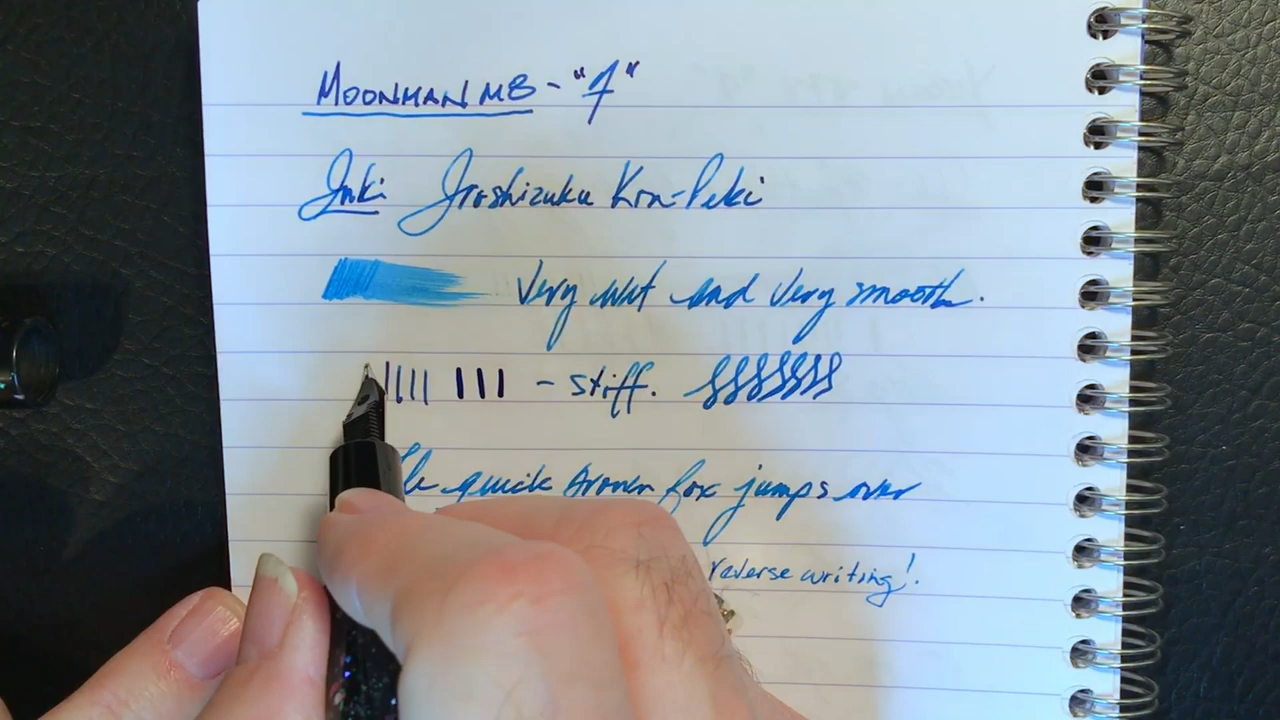 MOONMAN M8 - "f"
Ink: Iroshizuku Kon-Peki
Very wet and very smooth.
- stiff.
The quick brown fox jumps over
reverse writing!